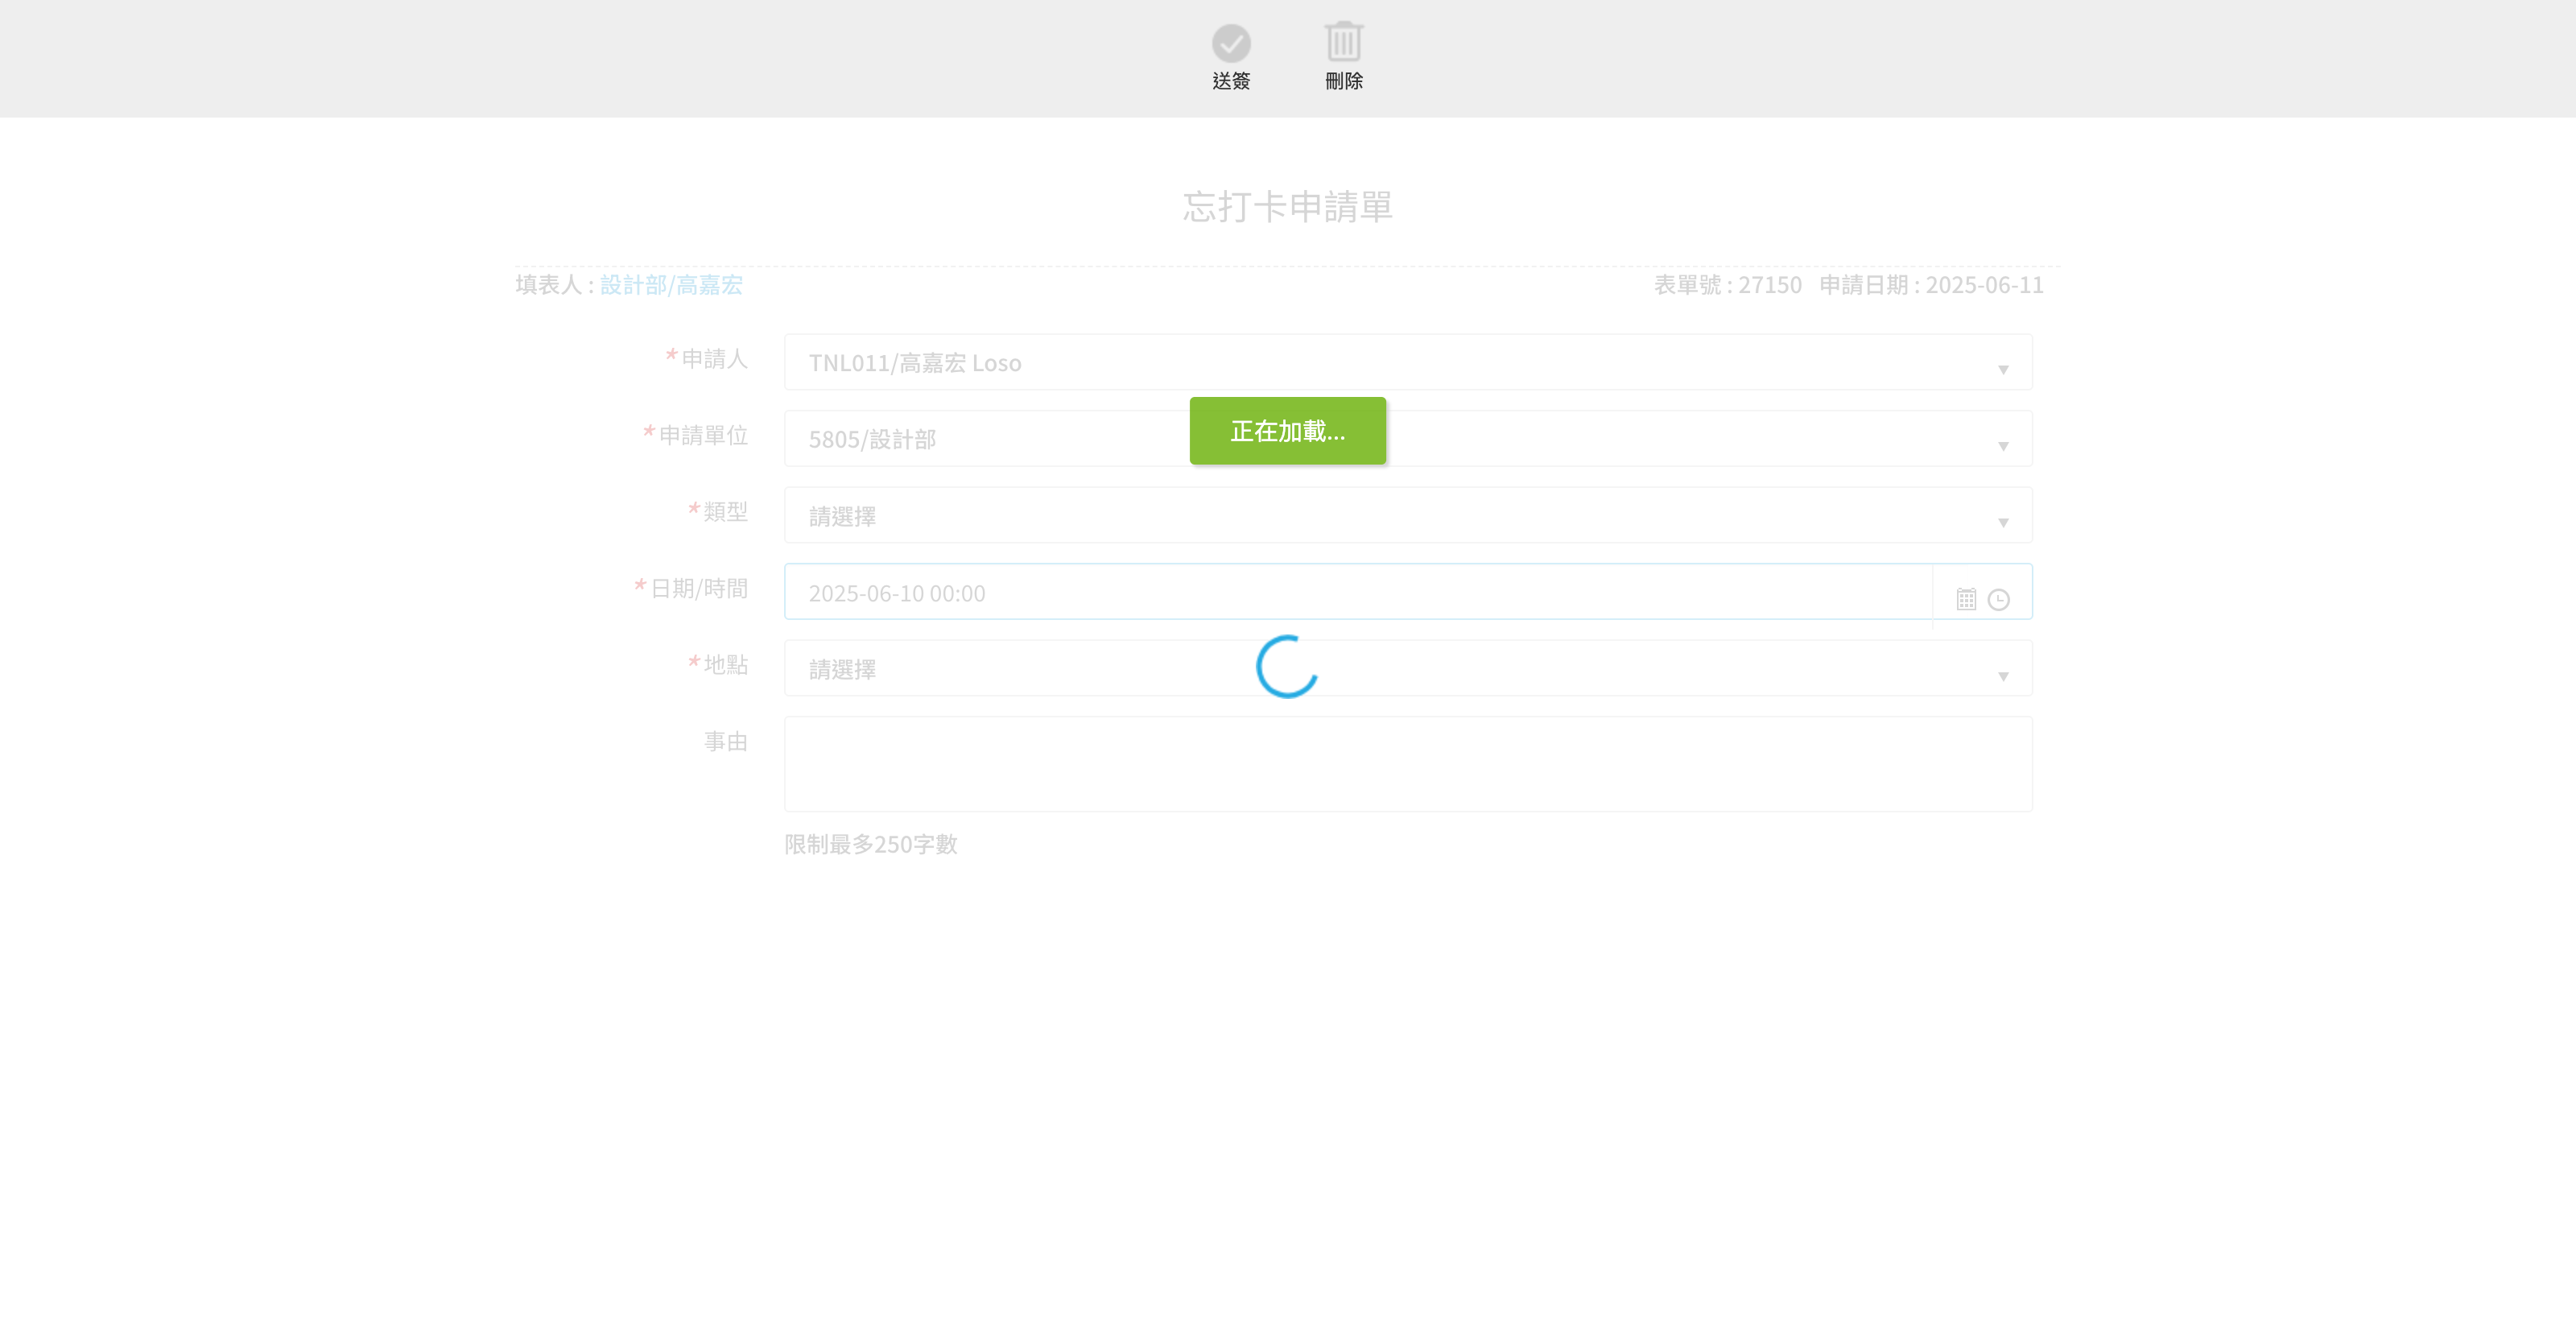 送簽 刪除
忘打卡申請單
填表人 : 設計部/高嘉宏 表單號 : 27150 申請日期 : 2025-06-11
*申請人 TNL011/高嘉宏 Loso
正在加載...
*申請單位 5805/設計部
*類型 請選擇
*日期/時間 2025-06-10 00:00
*地點 請選擇
事由
限制最多250字數